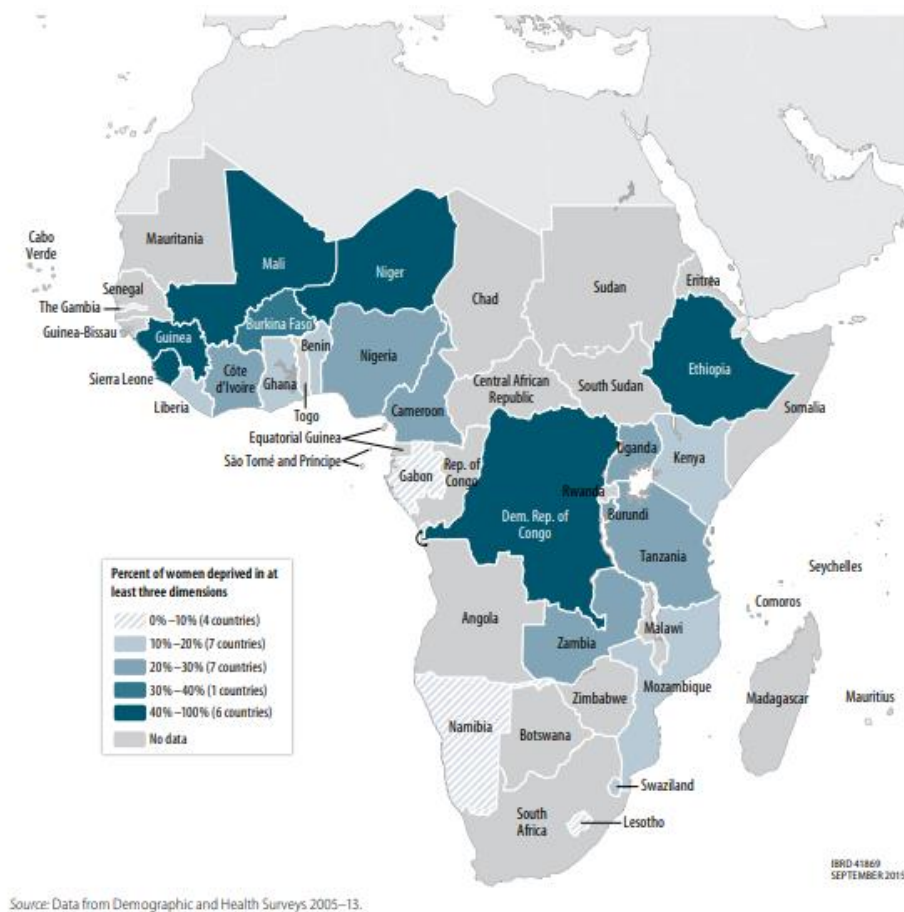 Cabo
Verde
Mauritania
Mali
Niger
Chad
Sudan
Eritrea
Senegal
The Gambia
Guinea-Bissau
Guinea
Burkina Faso
Benin
Nigeria
Ethiopia
Sierra Leone
Côte
d'Ivoire
Ghana
Central African
Republic
South Sudan
Somalia
Liberia
Togo
Cameroon
Equatorial Guinea
São Tomé and Príncipe
Gabon
Rep. of
Congo
Uganda
Kenya
Rwanda
Burundi
Dem. Rep. of
Congo
Tanzania
Seychelles
Comoros
Angola
Malawi
Zambia
Mozambique
Zimbabwe
Madagascar
Mauritius
Namibia
Botswana
Swaziland
South
Africa
Lesotho
Percent of women deprived in at
least three dimensions
0%–10% (4 countries)
10%–20% (7 countries)
20%–30% (7 countries)
30%–40% (1 countries)
40%–100% (6 countries)
No data
IBRD 41869
SEPTEMBER 2015
Source: Data from Demographic and Health Surveys 2005–13.